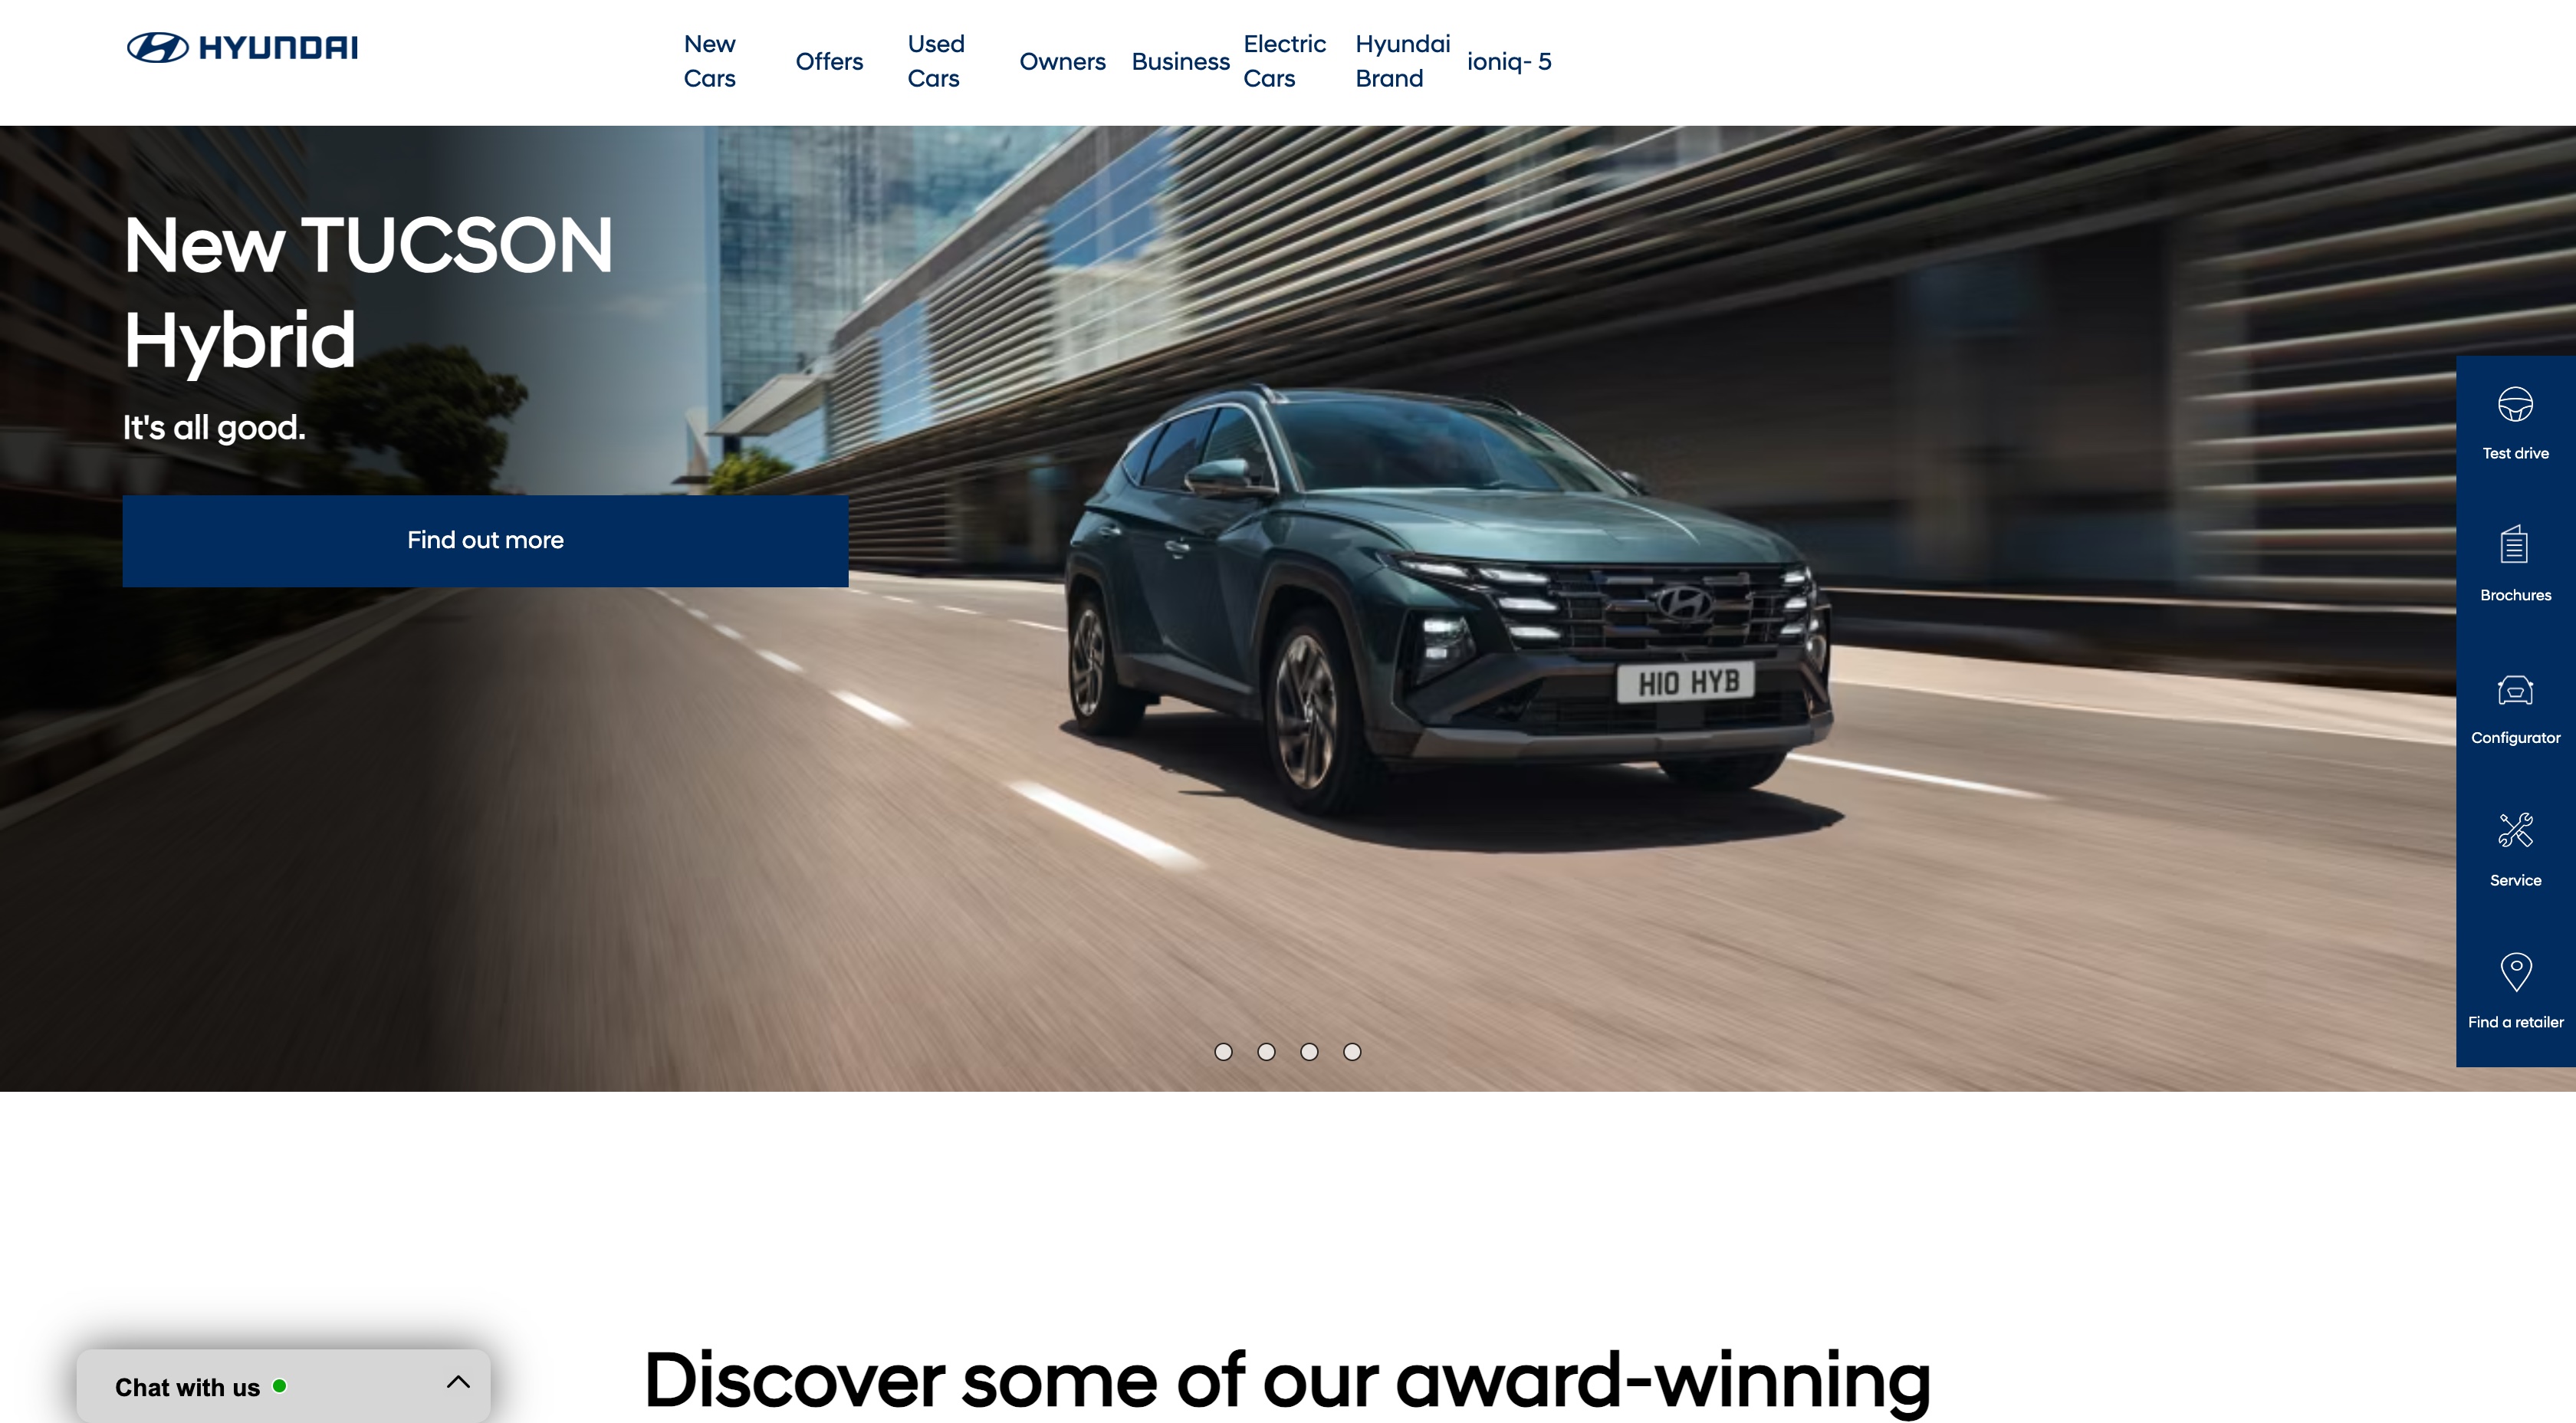 HYUNDAI
New
Cars
Offers
Used
Cars
Owners
Business
Electric
Cars
Hyundai
Brand
ioniq- 5
New TUCSON
Hybrid
It's all good.
Find out more
H10 HYB
Test drive
Brochures
Configurator
Service
Find a retailer
Chat with us
Discover some of our award-winning